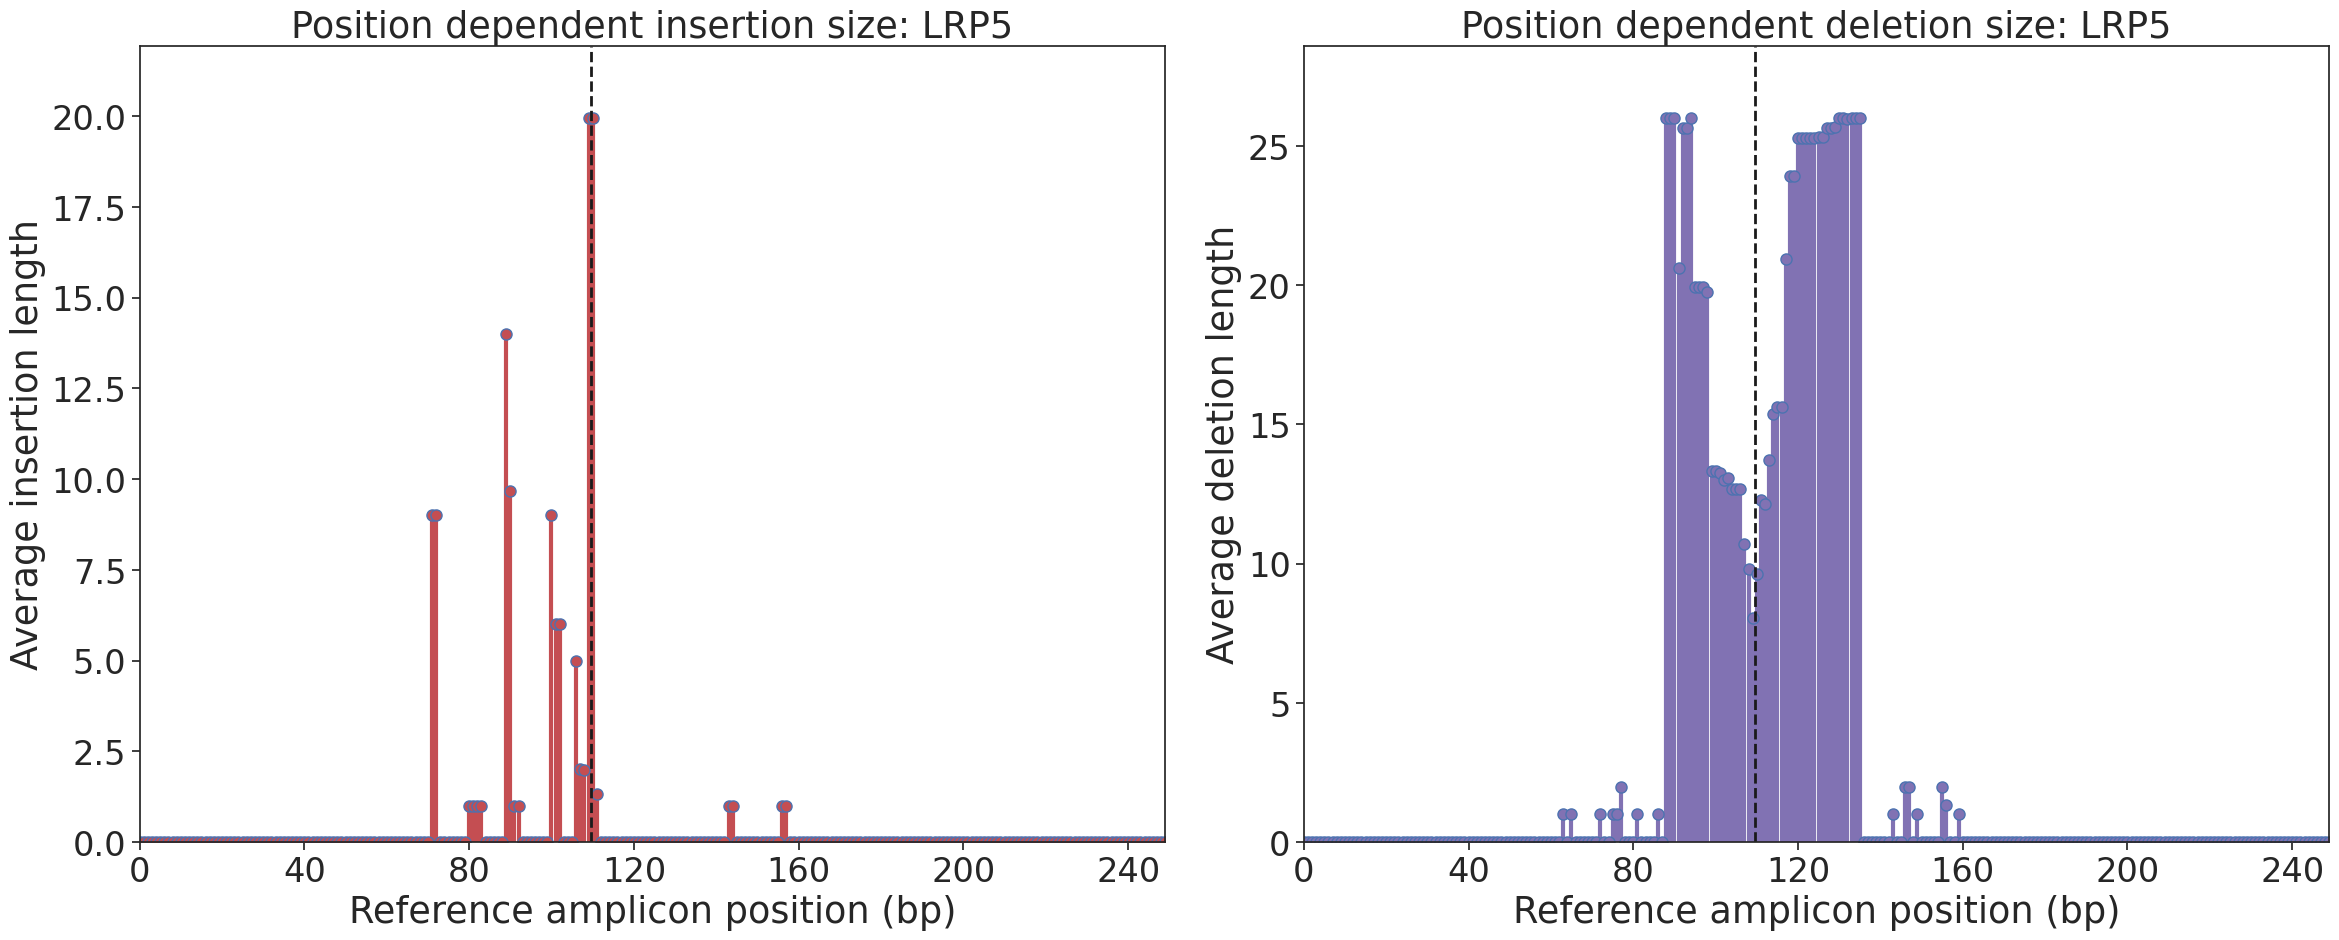 Position dependent insertion size: LRP5
Average insertion length
20.0
17.5
15.0
12.5
10.0
7.5
5.0
2.5
0.0
0 40 80 120 160 200 240
Reference amplicon position (bp)
Position dependent deletion size: LRP5
Average deletion length
25
20
15
10
5
0
0 40 80 120 160 200 240
Reference amplicon position (bp)